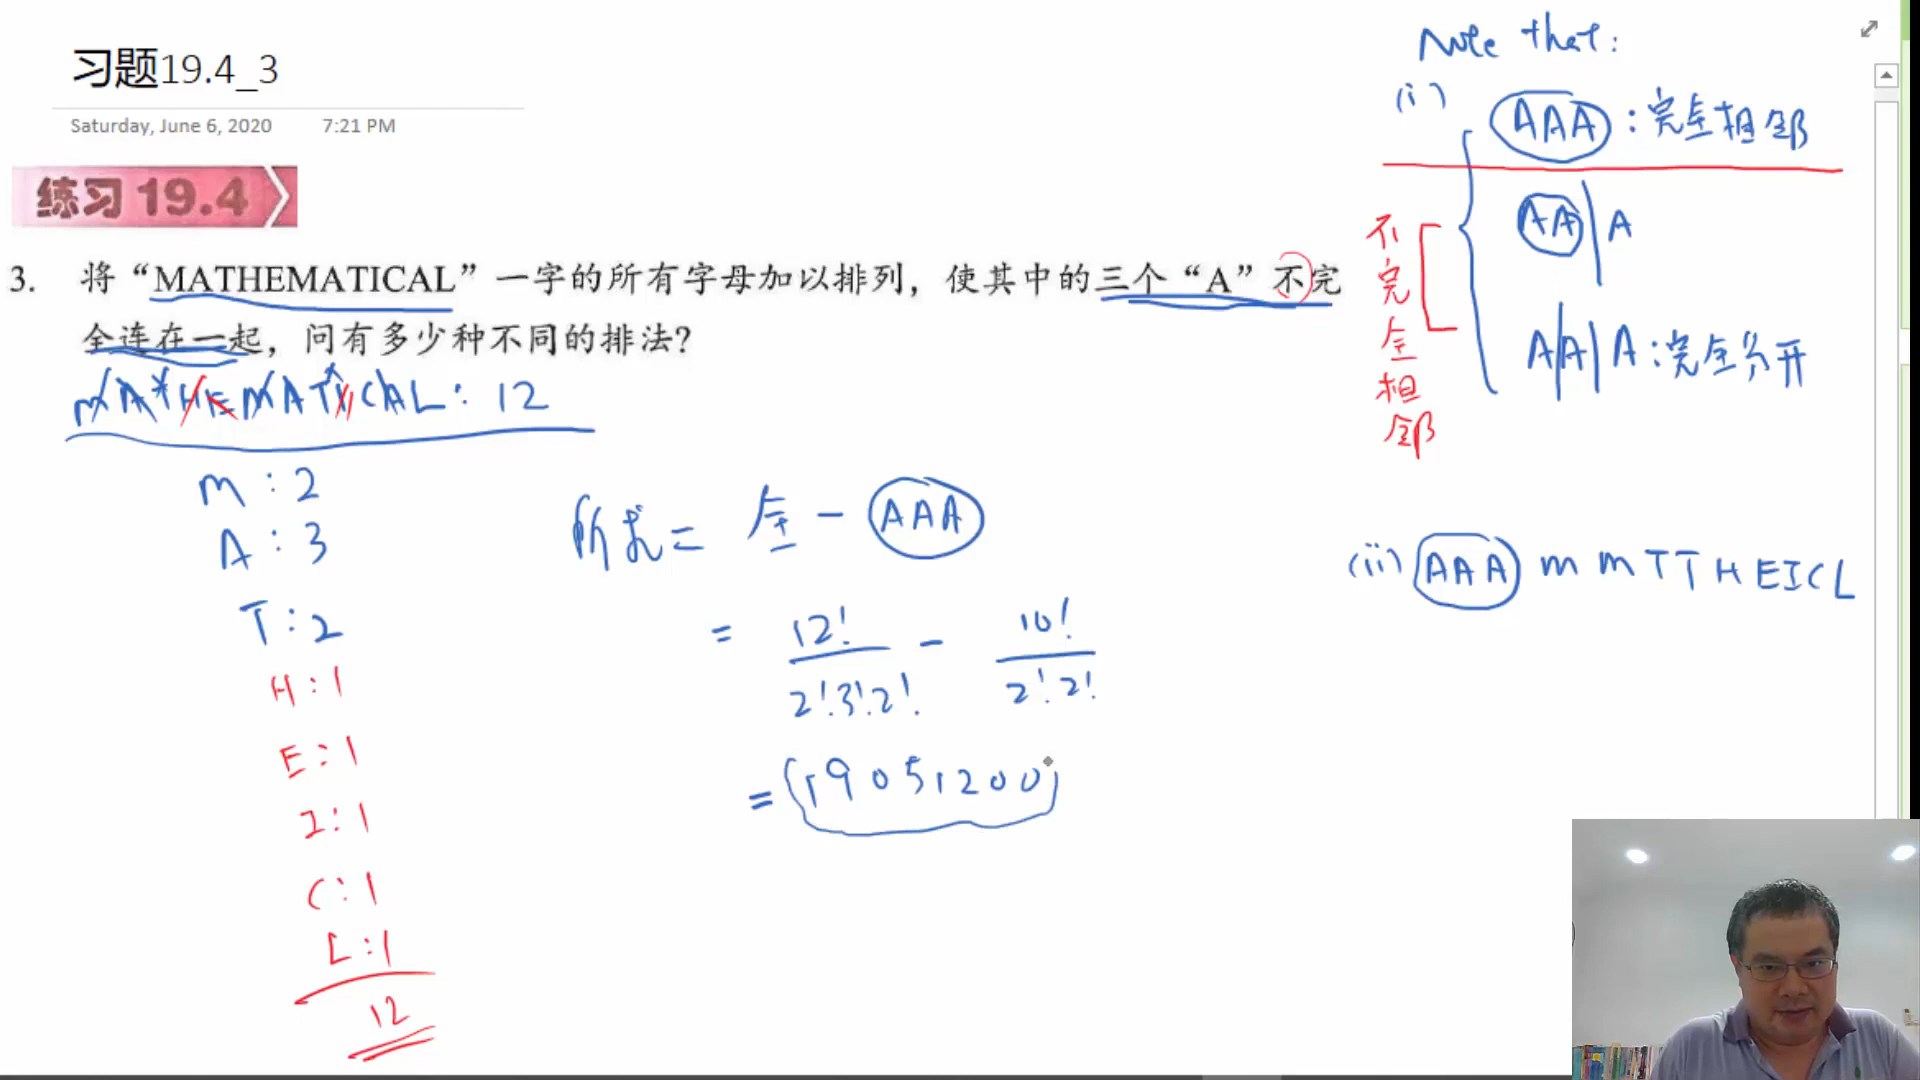 习题19.4_3
Saturday, June 6, 2020 7:21 PM
练习 19.4
3. 将“MATHEMATICAL”一字的所有字母加以排列，使其中的三个“A”不完
全连在一起，问有多少种不同的排法？
MATHEMATICAL : 12
M : 2
A : 3
T : 2
H : 1
E : 1
I : 1
C : 1
L : 1
12
所求 = 全 - AAA
= 12!/2!3!2! - 10!/2!2!
= 19051200
Note that:
(i) AAA : 完全相邻
AA | A
A|A|A : 完全分开
不完全相邻
(ii) AAA M M T T H E I C L